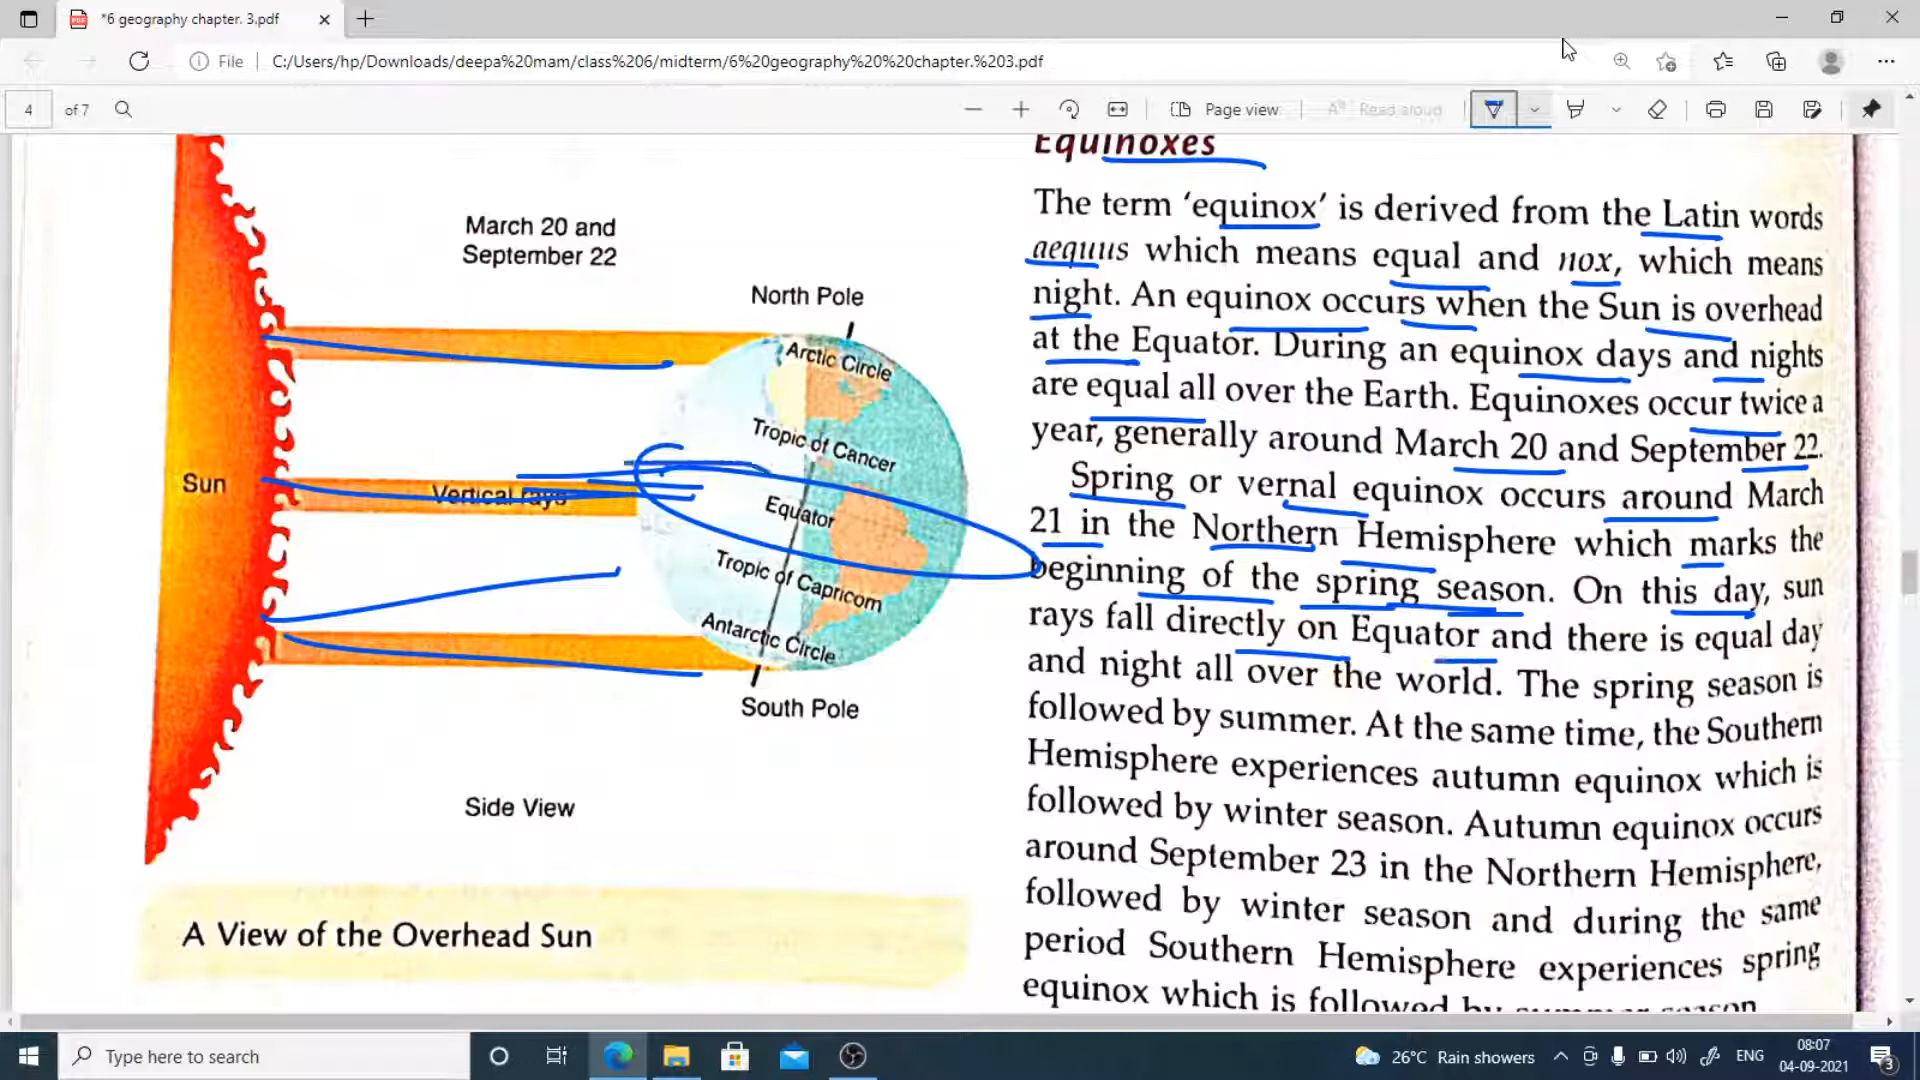 *6 geography chapter. 3.pdf
File
C:/Users/hp/Downloads/deepa%20mam/class%206/midterm/6%20geography%20%20chapter.%203.pdf
4 of 7
Page view
Read aloud
March 20 and
September 22
North Pole
Arctic Circle
Tropic of Cancer
Sun
Vertical rays
Equator
Tropic of Capricorn
Antarctic Circle
South Pole
Side View
A View of the Overhead Sun
Equinoxes
The term ‘equinox’ is derived from the Latin words
aequus which means equal and nox, which means
night. An equinox occurs when the Sun is overhead
at the Equator. During an equinox days and nights
are equal all over the Earth. Equinoxes occur twice a
year, generally around March 20 and September 22.
Spring or vernal equinox occurs around March
21 in the Northern Hemisphere which marks the
beginning of the spring season. On this day, sun
rays fall directly on Equator and there is equal day
and night all over the world. The spring season is
followed by summer. At the same time, the Southern
Hemisphere experiences autumn equinox which is
followed by winter season. Autumn equinox occurs
around September 23 in the Northern Hemisphere,
followed by winter season and during the same
period Southern Hemisphere experiences spring
equinox which is followed by summer season
Type here to search
26°C Rain showers
ENG
08:07
04-09-2021
3